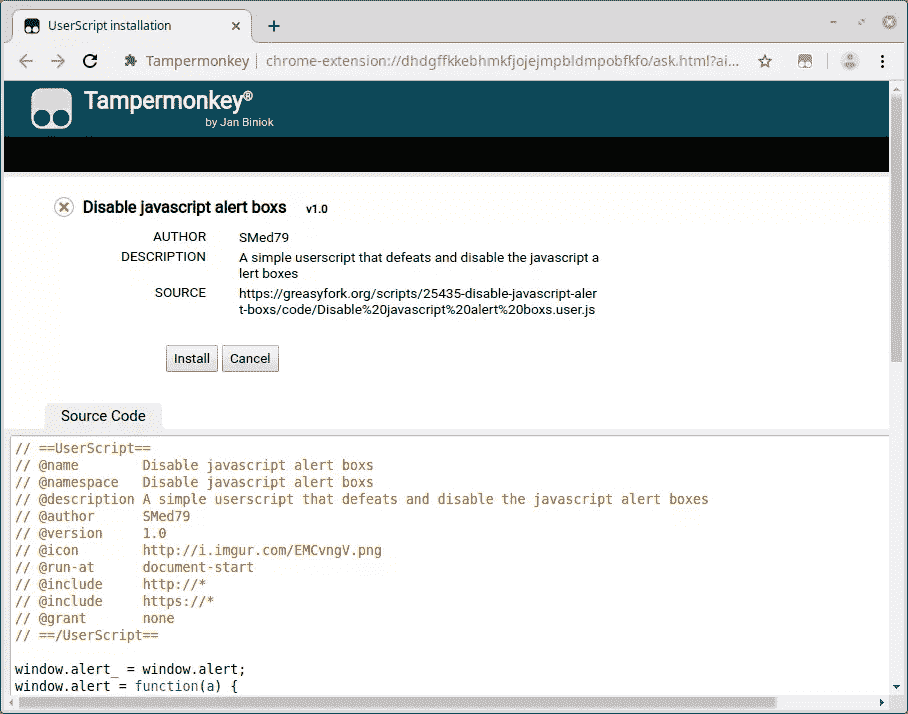 UserScript installation
Tampermonkey | chrome-extension://dhdgffkkebhmkfjojejmpbldmpobfkfo/ask.html?ai...
Tampermonkey®
by Jan Biniok
Disable javascript alert boxs v1.0
AUTHOR SMed79
DESCRIPTION A simple userscript that defeats and disable the javascript a
lert boxes
SOURCE https://greasyfork.org/scripts/25435-disable-javascript-aler
t-boxs/code/Disable%20javascript%20alert%20boxs.user.js
Install Cancel
Source Code
// ==UserScript==
// @name        Disable javascript alert boxs
// @namespace   Disable javascript alert boxs
// @description A simple userscript that defeats and disable the javascript alert boxes
// @author      SMed79
// @version     1.0
// @icon        http://i.imgur.com/EMCvngV.png
// @run-at      document-start
// @include     http://*
// @include     https://*
// @grant       none
// ==/UserScript==
window.alert_ = window.alert;
window.alert = function(a) {